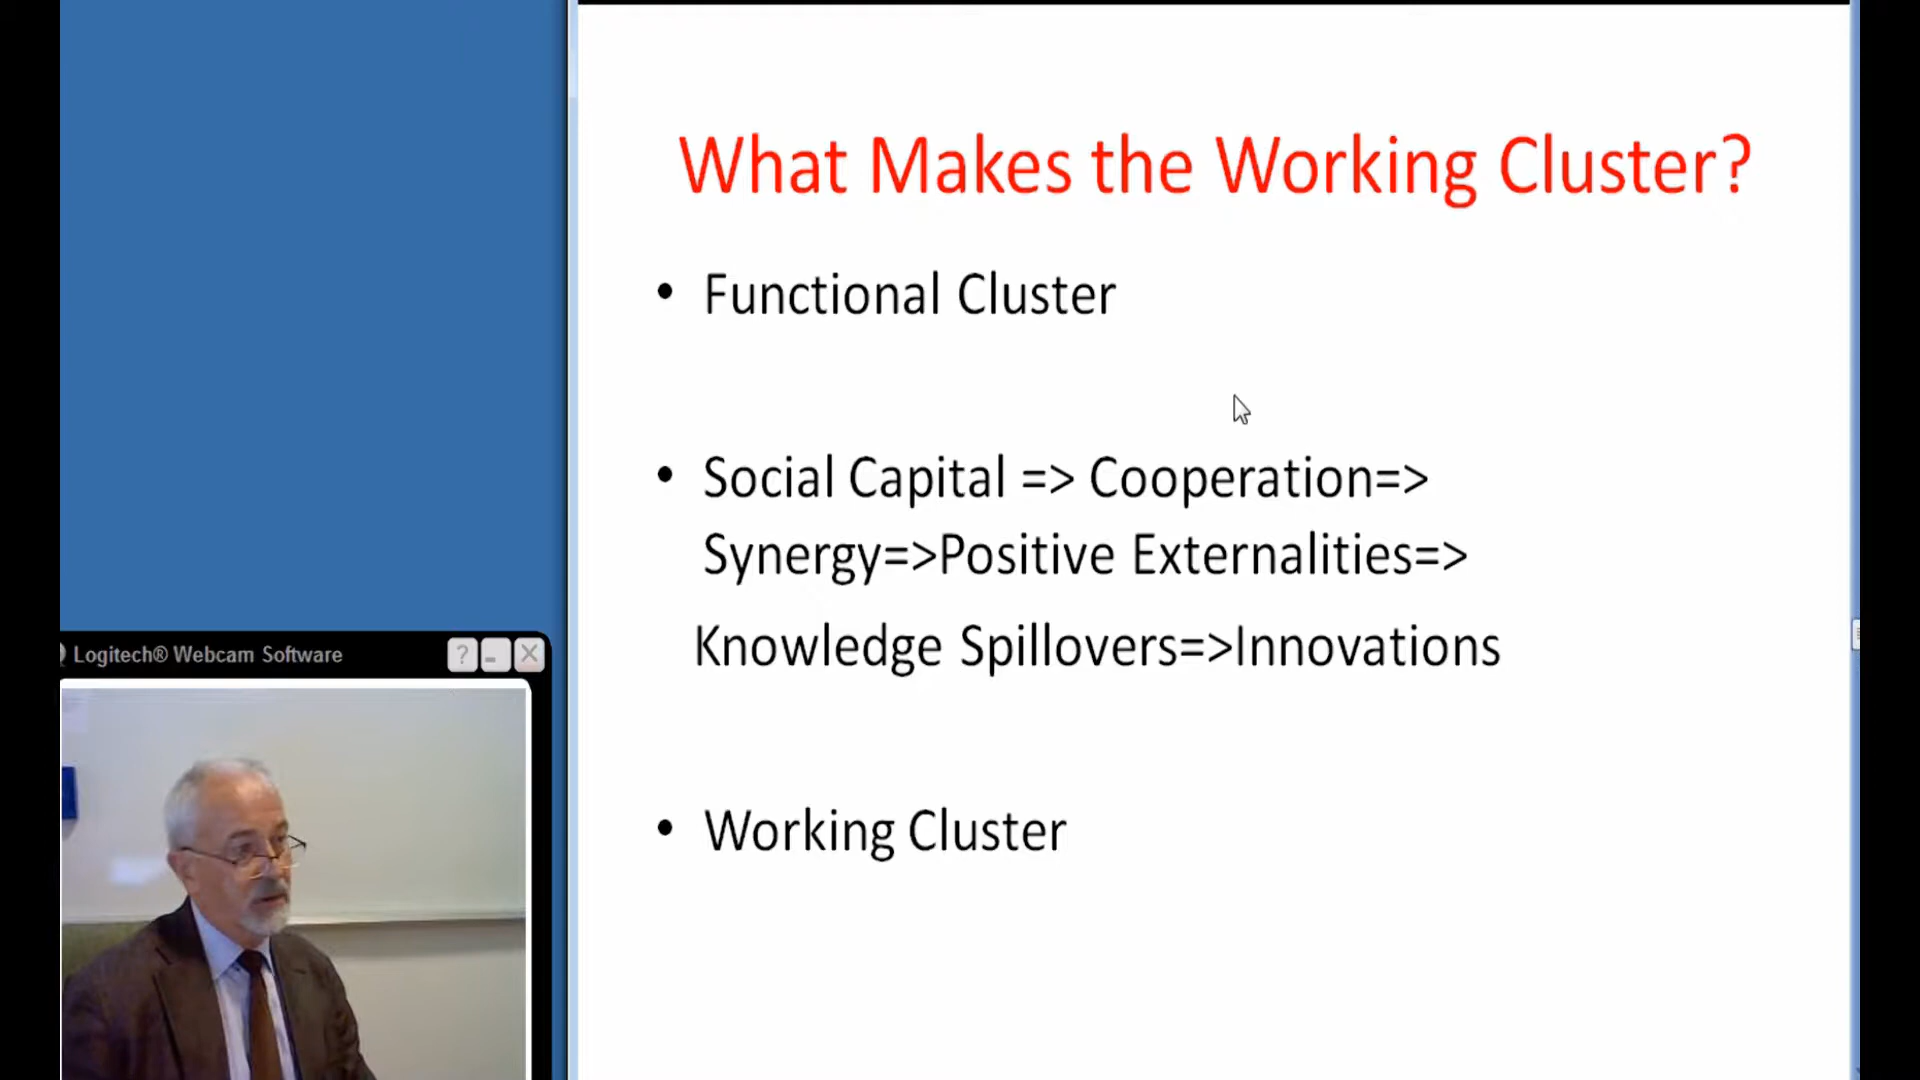 What Makes the Working Cluster?
• Functional Cluster
• Social Capital => Cooperation=>
Synergy=>Positive Externalities=>
Knowledge Spillovers=>Innovations
• Working Cluster
Logitech® Webcam Software
?